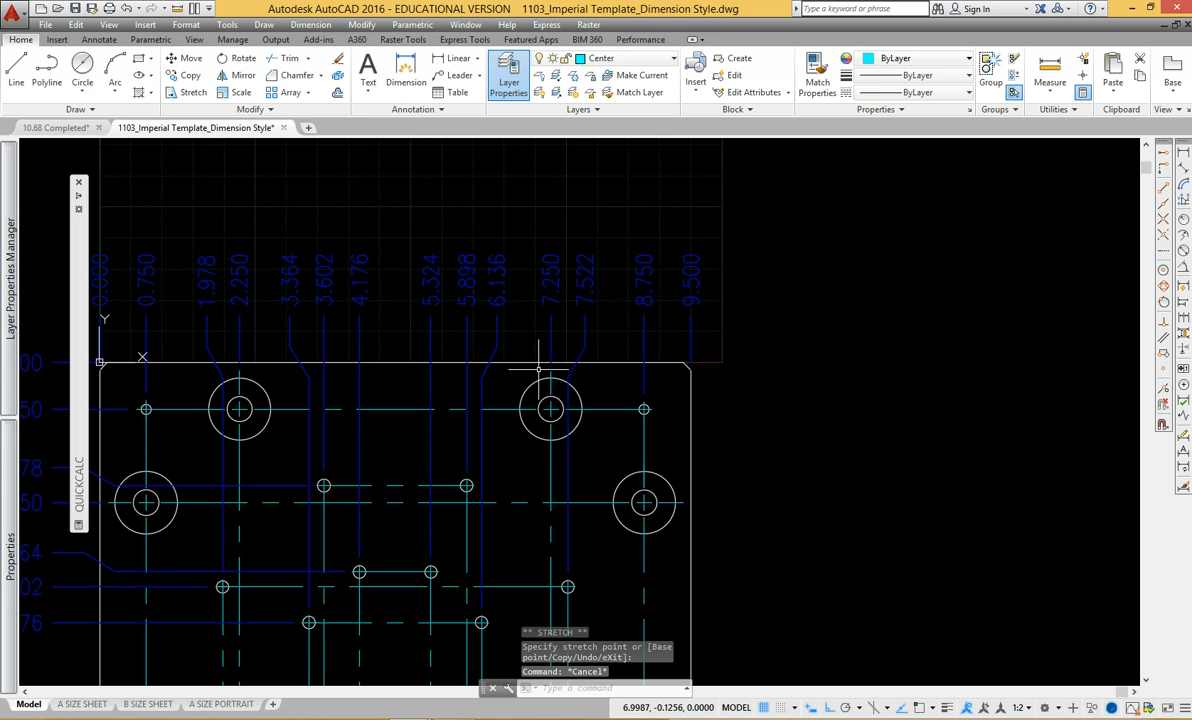 Autodesk AutoCAD 2016 - EDUCATIONAL VERSION 1103_Imperial Template_Dimension Style.dwg
Type a keyword or phrase
Sign In
File Edit View Insert Format Tools Draw Dimension Modify Parametric Window Help Express Raster
Home Insert Annotate Parametric View Manage Output Add-ins A360 Raster Tools Express Tools Featured Apps BIM 360 Performance
Move Rotate Trim Linear Center Create ByLayer
Copy Mirror Chamfer Leader Make Current Edit ByLayer
Line Polyline Circle Arc Text Dimension Layer Properties Insert Match Properties Group Measure Paste Base
Stretch Scale Array Table Match Layer Edit Attributes ByLayer
Draw Modify Annotation Layers Block Properties Groups Utilities Clipboard View
10.68 Completed* 1103_Imperial Template_Dimension Style*
Layer Properties Manager
Properties
QUICKCALC
0.000 0.750 1.978 2.250 3.364 3.602 4.176 5.324 5.898 6.136 7.250 7.522 8.750 9.500
Y
X
00
50
78
50
64
02
76
** STRETCH **
Specify stretch point or [Base
point/Copy/Undo/eXit]:
Command: *Cancel*
Type a command
Model A SIZE SHEET B SIZE SHEET A SIZE PORTRAIT
6.9987, -0.1256, 0.0000 MODEL 1:2